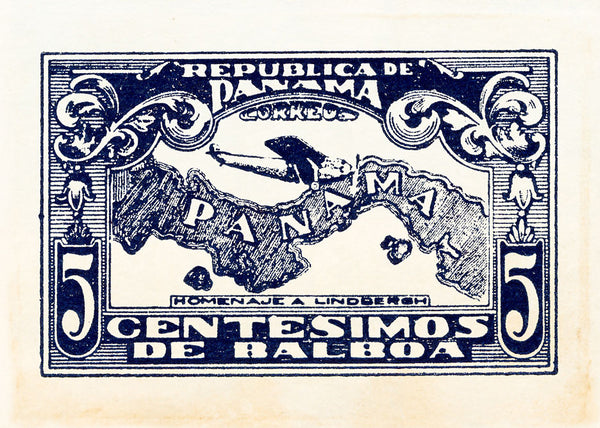 REPUBLICA DE
PANAMA
CORREOS
PANAMA
HOMENAJE A LINDBERGH
5 5
CENTESIMOS
DE BALBOA